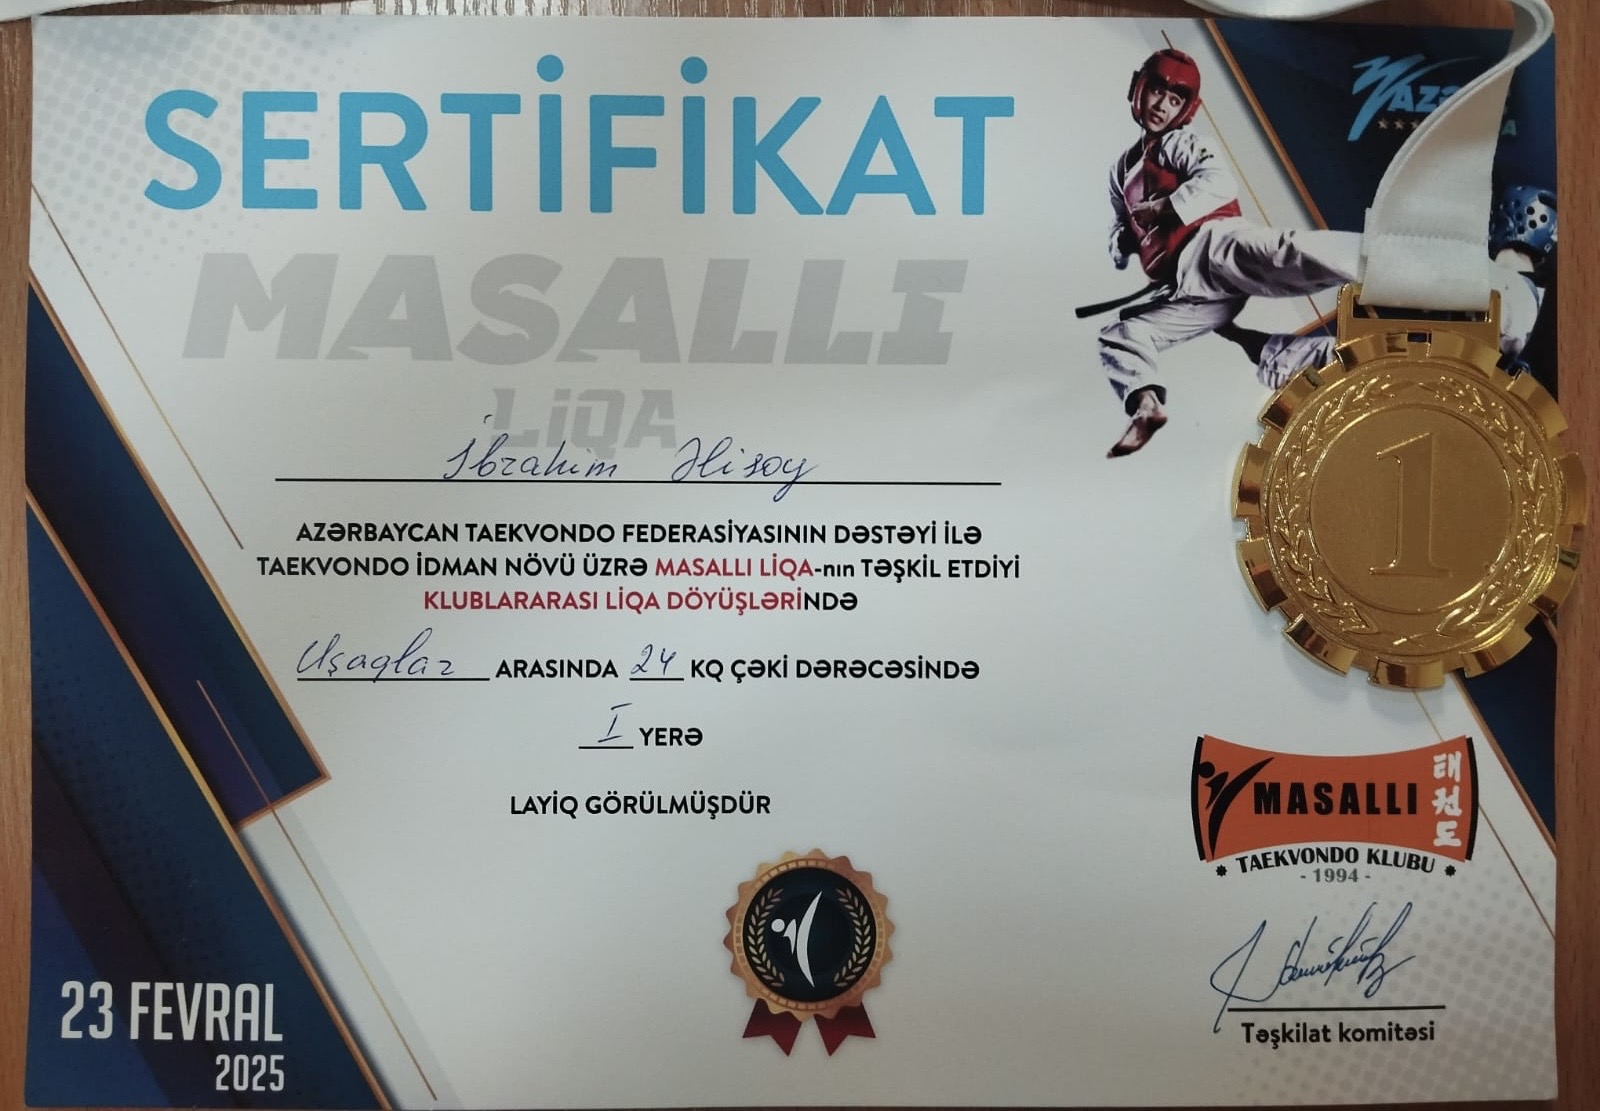 SERTİFİKAT
MASALLI
LİQA
İbrahim Əlisoy
AZƏRBAYCAN TAEKVONDO FEDERASİYASININ DƏSTƏYİ İLƏ
TAEKVONDO İDMAN NÖVÜ ÜZRƏ MASALLI LİQA-nın TƏŞKİL ETDİYİ
KLUBLARARASI LİQA DÖYÜŞLƏRİNDƏ
Uşaqlar ARASINDA 24 KQ ÇƏKİ DƏRƏCƏSİNDƏ
I YERƏ
LAYİQ GÖRÜLMÜŞDÜR
1
MASALLI
태권도
TAEKVONDO KLUBU
- 1994 -
Təşkilat komitəsi
23 FEVRAL
2025